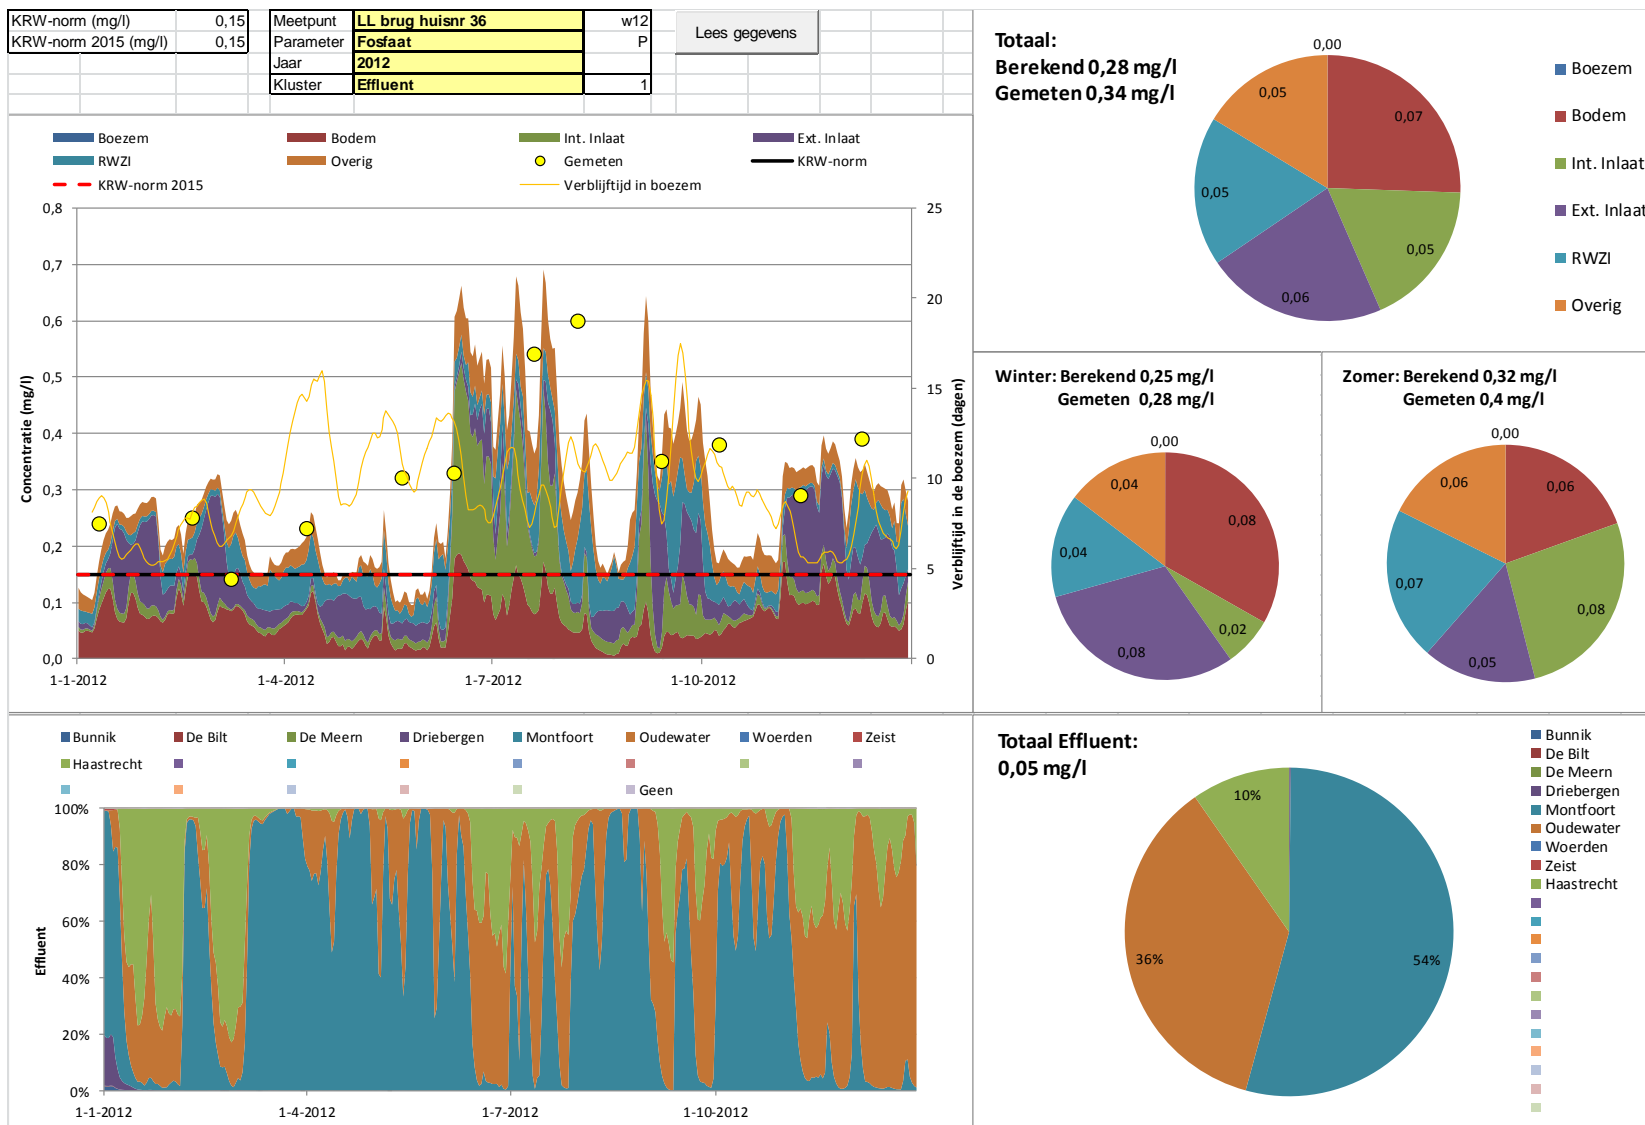 KRW-norm (mg/l) 0,15
KRW-norm 2015 (mg/l) 0,15
Meetpunt LL brug huisnr 36 w12
Parameter Fosfaat P
Jaar 2012
Kluster Effluent 1
Lees gegevens
Boezem Bodem Int. Inlaat Ext. Inlaat
RWZI Overig Gemeten KRW-norm
KRW-norm 2015 Verblijftijd in boezem
Concentratie (mg/l)
0,8
0,7
0,6
0,5
0,4
0,3
0,2
0,1
0,0
25
20
15
10
5
0
Verblijftijd in de boezem (dagen)
1-1-2012 1-4-2012 1-7-2012 1-10-2012
Totaal:
Berekend 0,28 mg/l
Gemeten 0,34 mg/l
0,00
0,07
0,05
0,06
0,05
0,05
Boezem
Bodem
Int. Inlaat
Ext. Inlaat
RWZI
Overig
Winter: Berekend 0,25 mg/l
Gemeten 0,28 mg/l
0,00
0,08
0,02
0,08
0,04
0,04
Zomer: Berekend 0,32 mg/l
Gemeten 0,4 mg/l
0,00
0,06
0,08
0,05
0,07
0,06
Bunnik De Bilt De Meern Driebergen Montfoort Oudewater Woerden Zeist
Haastrecht
Geen
Effluent
100%
80%
60%
40%
20%
0%
1-1-2012 1-4-2012 1-7-2012 1-10-2012
Totaal Effluent:
0,05 mg/l
10%
36%
54%
Bunnik
De Bilt
De Meern
Driebergen
Montfoort
Oudewater
Woerden
Zeist
Haastrecht